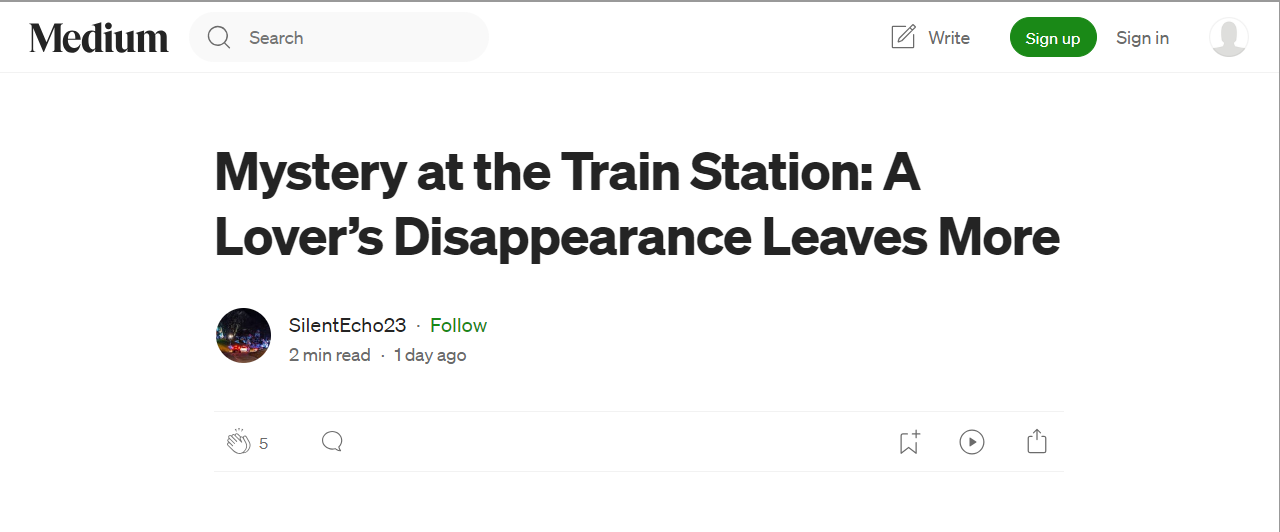 Medium
Search
Write
Sign up
Sign in
Mystery at the Train Station: A
Lover’s Disappearance Leaves More
SilentEcho23 · Follow
2 min read · 1 day ago
5